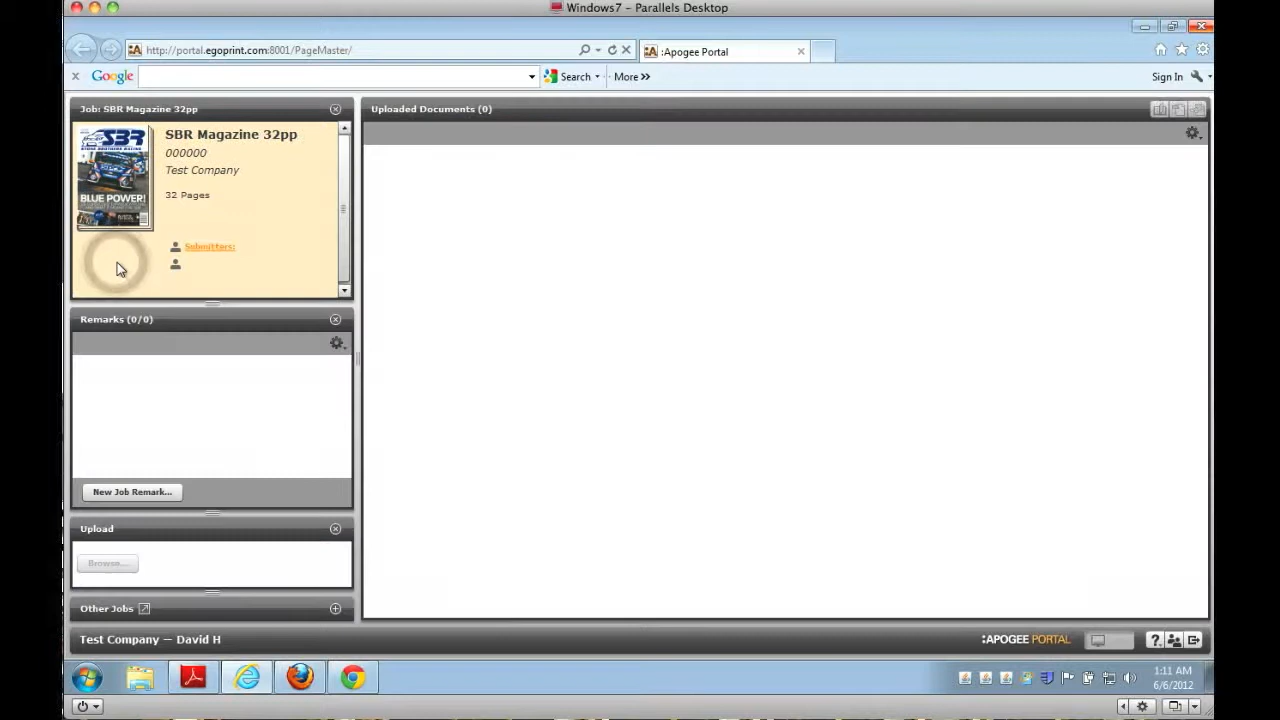 Windows7 - Parallels Desktop
http://portal.egoprint.com:8001/PageMaster/
:Apogee Portal
Google
Search
More >>
Sign In
Job: SBR Magazine 32pp
SBR
BLUE POWER!
SBR Magazine 32pp
000000
Test Company
32 Pages
Submitters:
Remarks (0/0)
New Job Remark...
Upload
Browse...
Other Jobs
Uploaded Documents (0)
Test Company — David H
:APOGEE PORTAL
1:11 AM
6/6/2012